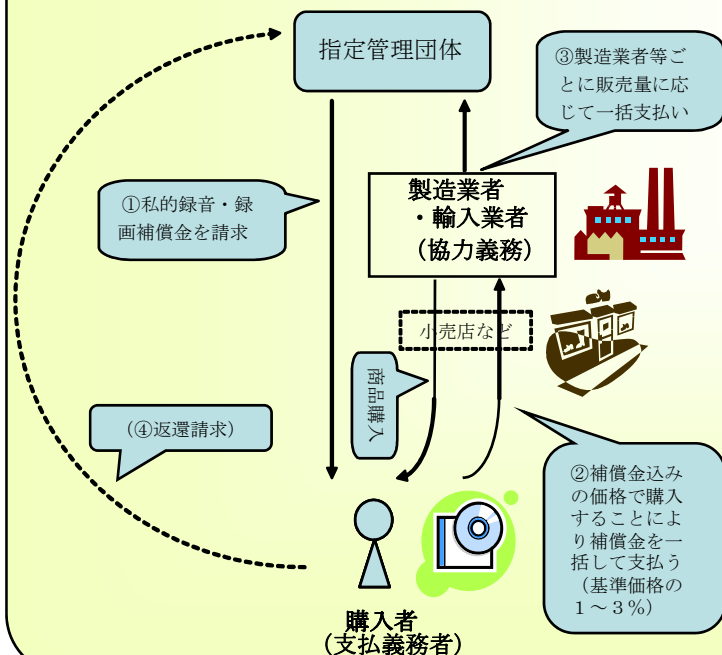 指定管理団体
③製造業者等ご
とに販売量に応
じて一括支払い
①私的録音・録
画補償金を請求
製造業者
・輸入業者
（協力義務）
小売店など
商品購入
（④返還請求）
②補償金込み
の価格で購入
することによ
り補償金を一
括して支払う
（基準価格の
１～３％）
購入者
（支払義務者）